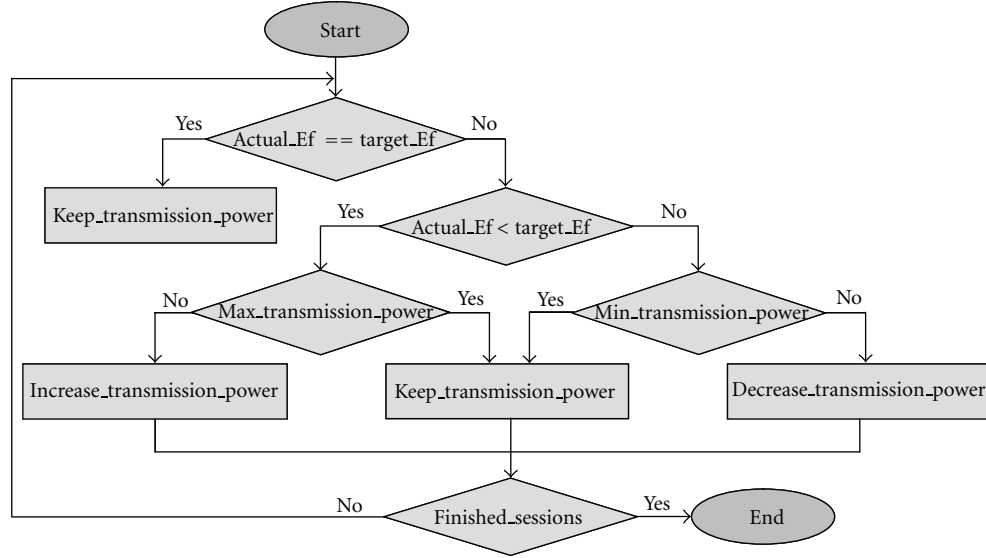 Start
Yes
Actual_Ef == target_Ef
No
Keep_transmission_power
Yes
Actual_Ef < target_Ef
No
No
Max_transmission_power
Yes
Yes
Min_transmission_power
No
Increase_transmission_power
Keep_transmission_power
Decrease_transmission_power
No
Finished_sessions
Yes
End